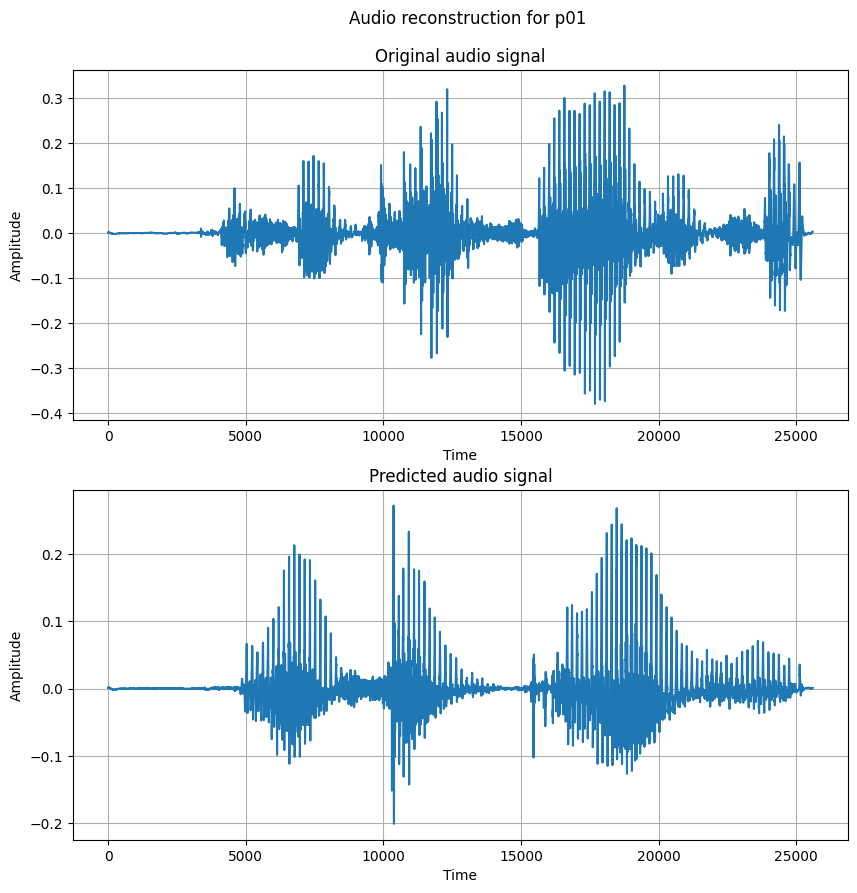 Audio reconstruction for p01
Original audio signal
Amplitude
0.3
0.2
0.1
0.0
−0.1
−0.2
−0.3
−0.4
0 5000 10000 15000 20000 25000
Time
Predicted audio signal
Amplitude
0.2
0.1
0.0
−0.1
−0.2
0 5000 10000 15000 20000 25000
Time